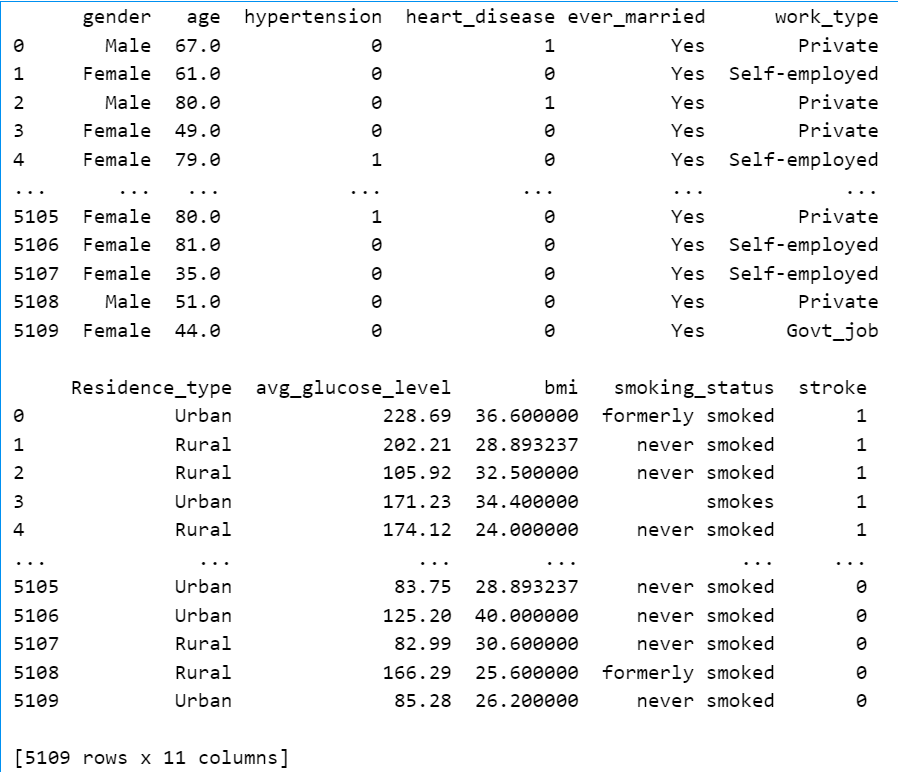 gender age hypertension heart_disease ever_married work_type
0 Male 67.0 0 1 Yes Private
1 Female 61.0 0 0 Yes Self-employed
2 Male 80.0 0 1 Yes Private
3 Female 49.0 0 0 Yes Private
4 Female 79.0 1 0 Yes Self-employed
... ... ... ... ... ... ...
5105 Female 80.0 1 0 Yes Private
5106 Female 81.0 0 0 Yes Self-employed
5107 Female 35.0 0 0 Yes Self-employed
5108 Male 51.0 0 0 Yes Private
5109 Female 44.0 0 0 Yes Govt_job
Residence_type avg_glucose_level bmi smoking_status stroke
0 Urban 228.69 36.600000 formerly smoked 1
1 Rural 202.21 28.893237 never smoked 1
2 Rural 105.92 32.500000 never smoked 1
3 Urban 171.23 34.400000 smokes 1
4 Rural 174.12 24.000000 never smoked 1
... ... ... ... ... ...
5105 Urban 83.75 28.893237 never smoked 0
5106 Urban 125.20 40.000000 never smoked 0
5107 Rural 82.99 30.600000 never smoked 0
5108 Rural 166.29 25.600000 formerly smoked 0
5109 Urban 85.28 26.200000 never smoked 0
[5109 rows x 11 columns]